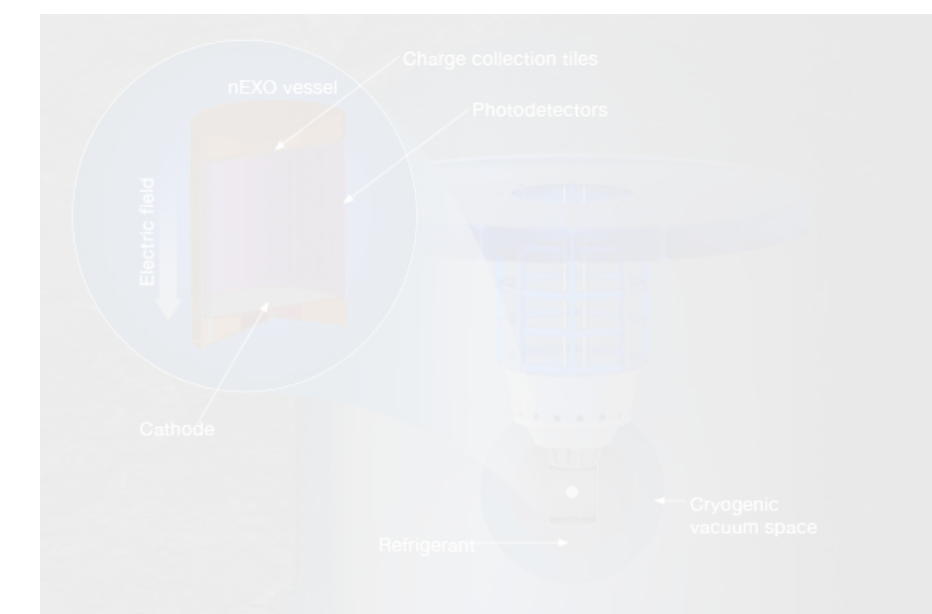 Charge collection tiles
nEXO vessel
Photodetectors
Electric field
Cathode
Cryogenic
vacuum space
Refrigerant